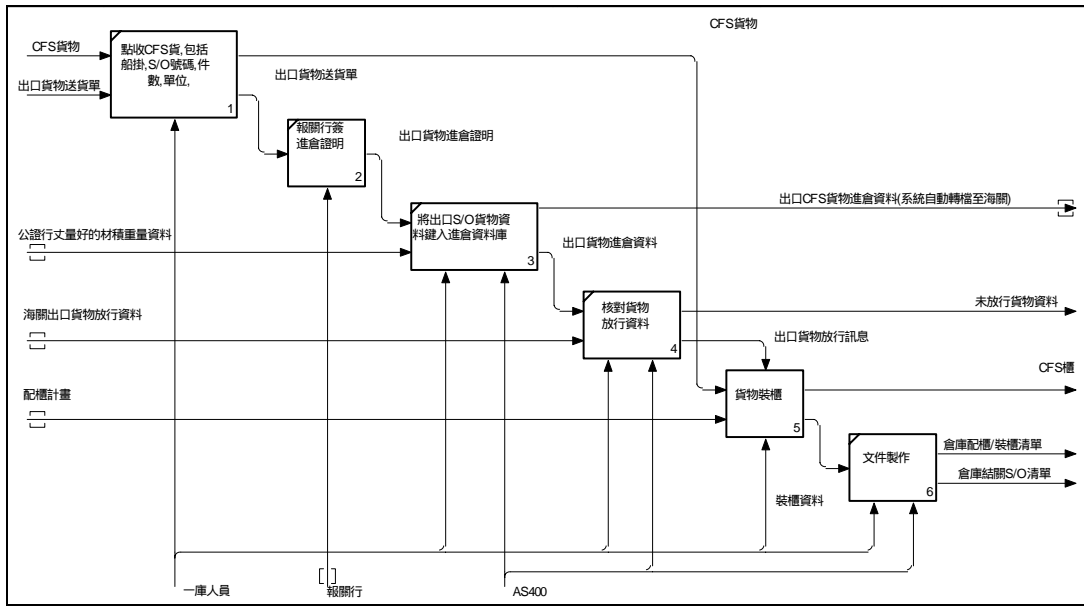 CFS貨物
CFS貨物
點收CFS貨,包括
船掛,S/O號碼,件
數,單位,
1
出口貨物送貨單
出口貨物送貨單
報關行簽
進倉證明
2
出口貨物進倉證明
出口CFS貨物進倉資料(系統自動轉檔至海關)
將出口S/O貨物資
料鍵入進倉資料庫
3
公證行丈量好的材積重量資料
出口貨物進倉資料
核對貨物
放行資料
4
未放行貨物資料
海關出口貨物放行資料
出口貨物放行訊息
CFS櫃
貨物裝櫃
5
配櫃計畫
文件製作
6
倉庫配櫃/裝櫃清單
倉庫結關S/O清單
裝櫃資料
一庫人員
報關行
AS400